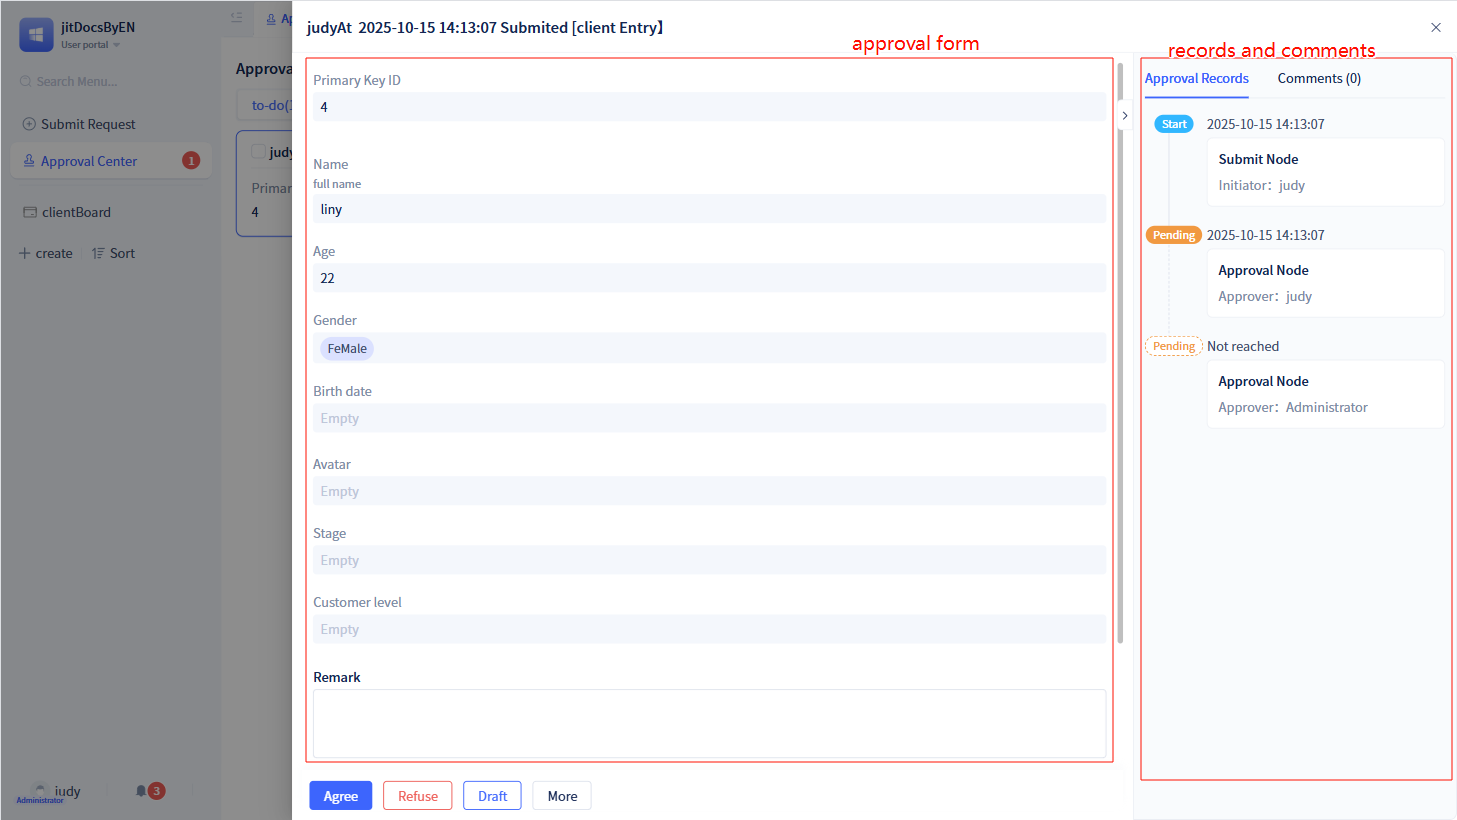 jitDocsByEN
User portal
Search Menu...
Submit Request
Approval Center
1
clientBoard
create
Sort
judy
Administrator
3
to-do(
4
judyAt 2025-10-15 14:13:07 Submited [client Entry】
approval form
Primary Key ID
4
Name
full name
liny
Age
22
Gender
FeMale
Birth date
Empty
Avatar
Empty
Stage
Empty
Customer level
Empty
Remark
Agree
Refuse
Draft
More
records and comments
Approval Records
Comments (0)
Start
2025-10-15 14:13:07
Submit Node
Initiator：judy
Pending
2025-10-15 14:13:07
Approval Node
Approver：judy
Pending
Not reached
Approval Node
Approver：Administrator